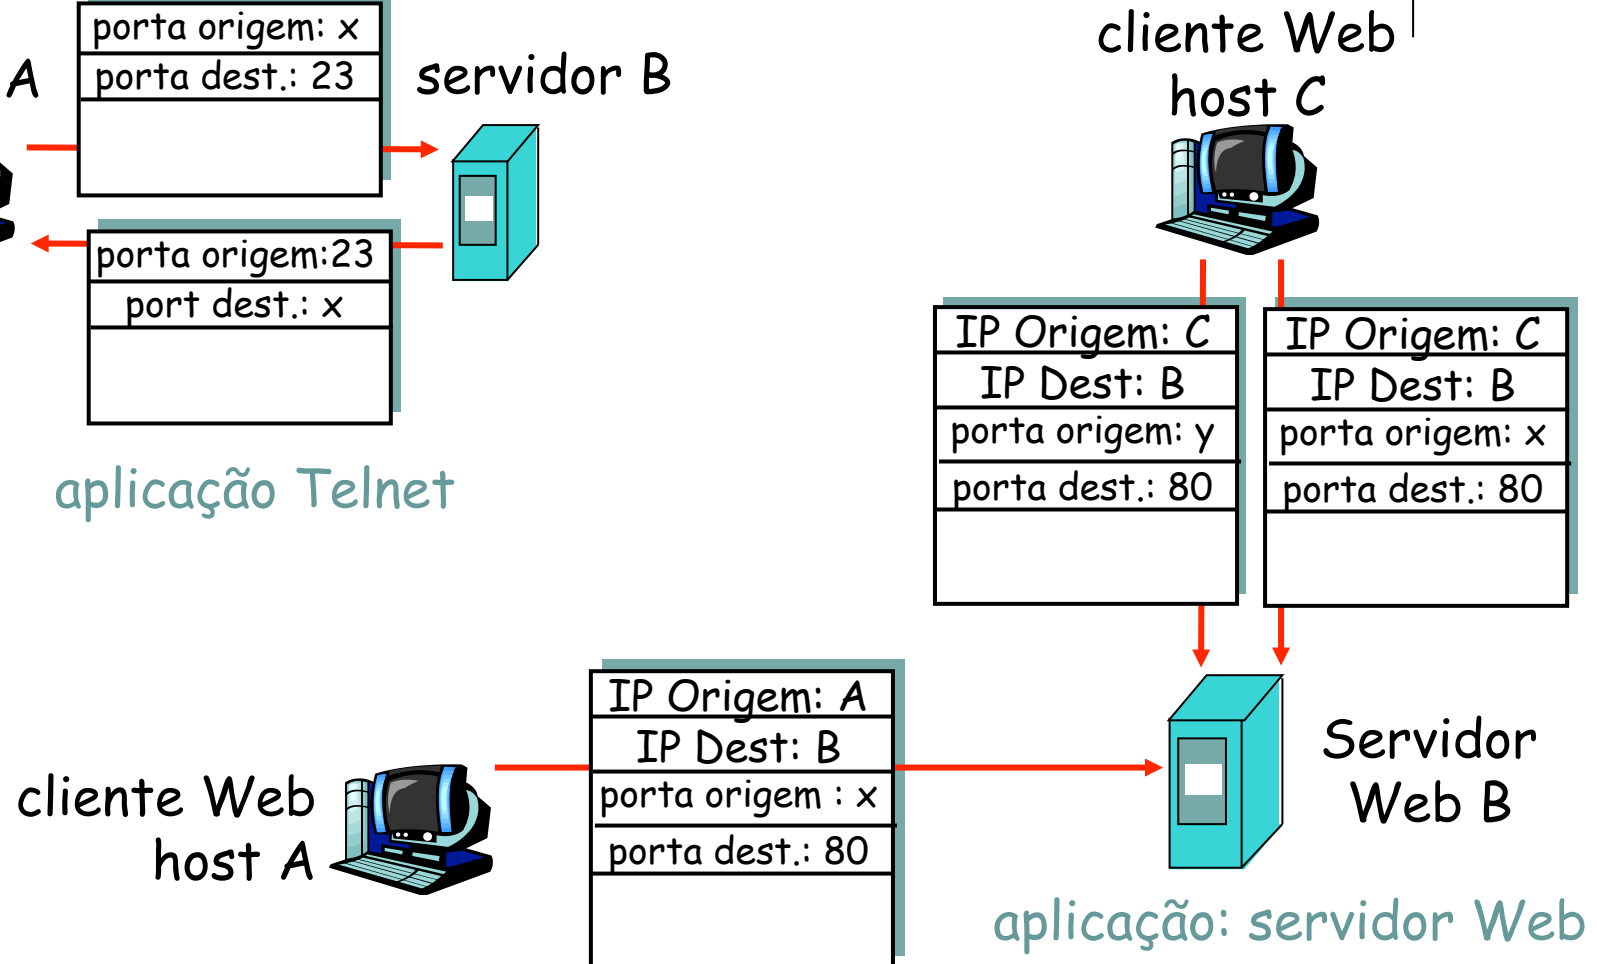 porta origem: x
porta dest.: 23
A
servidor B
porta origem:23
port dest.: x
aplicação Telnet
cliente Web
host C
IP Origem: C
IP Dest: B
porta origem: y
porta dest.: 80
IP Origem: C
IP Dest: B
porta origem: x
porta dest.: 80
cliente Web
host A
IP Origem: A
IP Dest: B
porta origem : x
porta dest.: 80
Servidor
Web B
aplicação: servidor Web